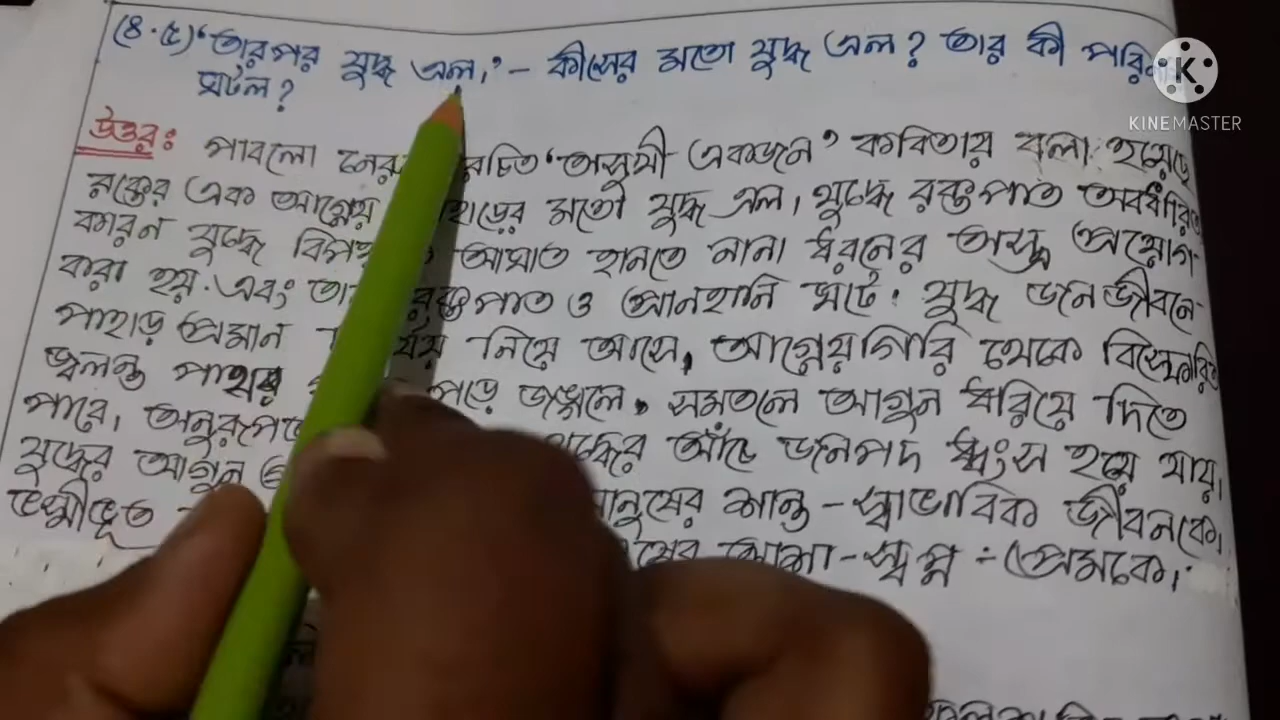 (৪.৫) 'তারপর যুদ্ধ এল।' – কীসের মতো যুদ্ধ এল? তার কী
ঘটল?
KINEMASTER
উত্তর: পাবলো রচিত 'অসুখী একজন' কবিতায় বলা হয়েছে
রক্তের এক আগ্নেয় মতো যুদ্ধ এল। যুদ্ধে রক্তপাত অবধারিত
কারন যুদ্ধে আঘাত হানতে নানা ধরনের অস্ত্র প্রয়োগ
করা হয়. এবং রক্তপাত ও প্রানহানি ঘটে. যুদ্ধ জনজীবনে
পাহাড় প্রমান নিয়ে আসে, আগ্নেয়গিরি থেকে বিস্ফোরিত
জ্বলন্ত পাথর জঙ্গলে, সমতলে আগুন ধরিয়ে দিতে
পারে। আঁচে জনপদ ধ্বংস হয়ে যায়।
যুদ্ধের আগুন মানুষের শান্ত - স্বাভাবিক জীবনকে।
ভস্মীভূত আশা - স্বপ্ন - প্রেমকে।